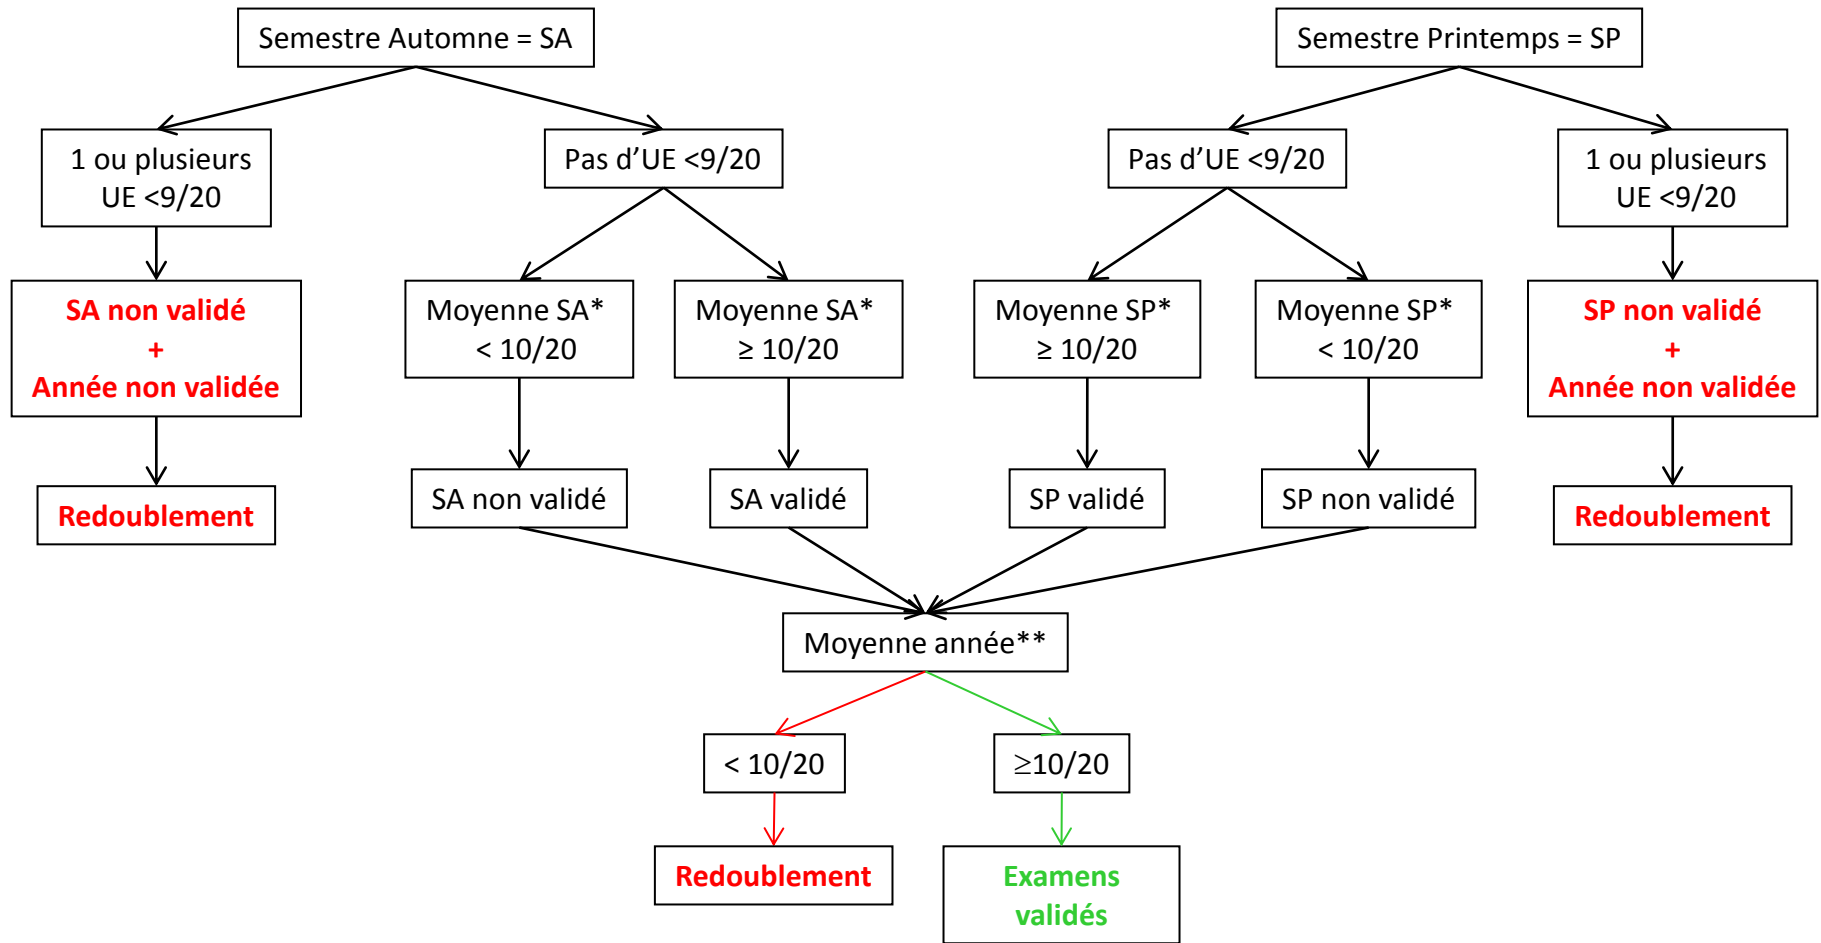 Semestre Automne = SA
Semestre Printemps = SP
1 ou plusieurs
UE <9/20
Pas d’UE <9/20
Pas d’UE <9/20
1 ou plusieurs
UE <9/20
SA non validé
+
Année non validée
Moyenne SA*
< 10/20
Moyenne SA*
≥ 10/20
Moyenne SP*
≥ 10/20
Moyenne SP*
< 10/20
SP non validé
+
Année non validée
Redoublement
SA non validé
SA validé
SP validé
SP non validé
Redoublement
Moyenne année**
< 10/20
≥10/20
Redoublement
Examens
validés